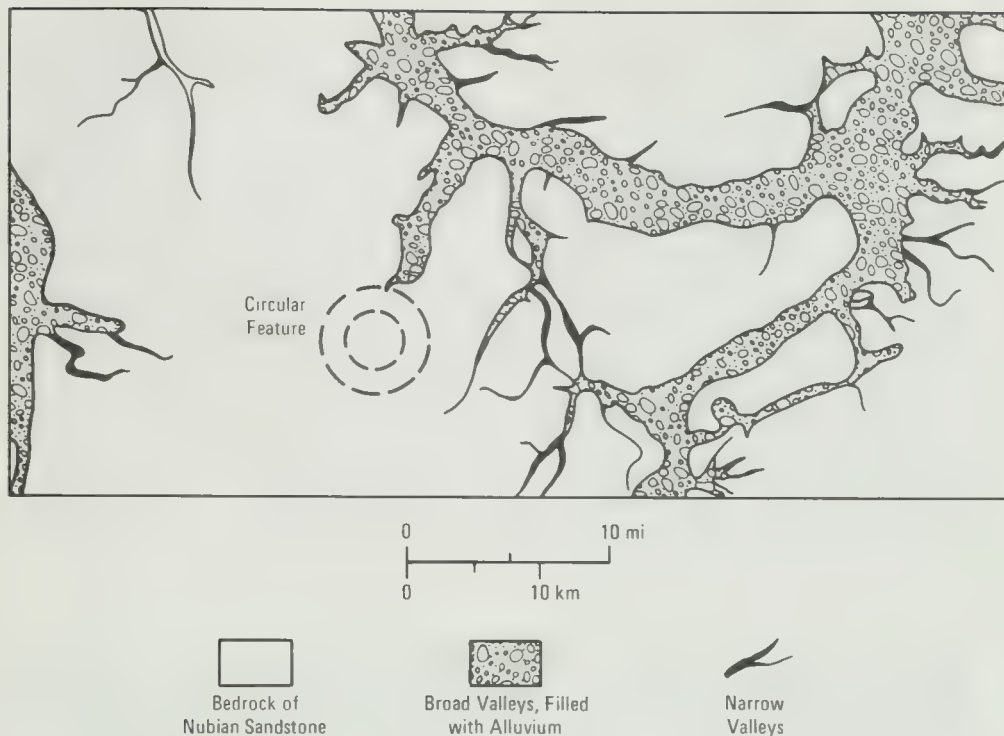 Circular
Feature
0 10 mi
0 10 km
Bedrock of
Nubian Sandstone
Broad Valleys, Filled
with Alluvium
Narrow
Valleys